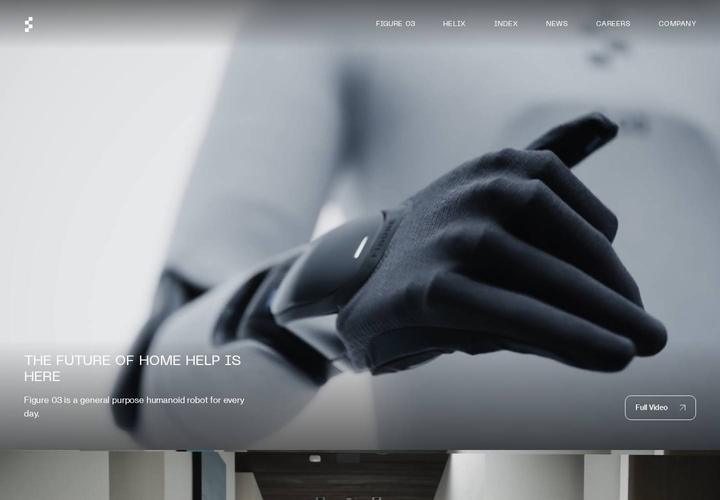 FIGURE 03 HELIX INDEX NEWS CAREERS COMPANY
THE FUTURE OF HOME HELP IS
HERE
Figure 03 is a general purpose humanoid robot for every
day.
Full Video